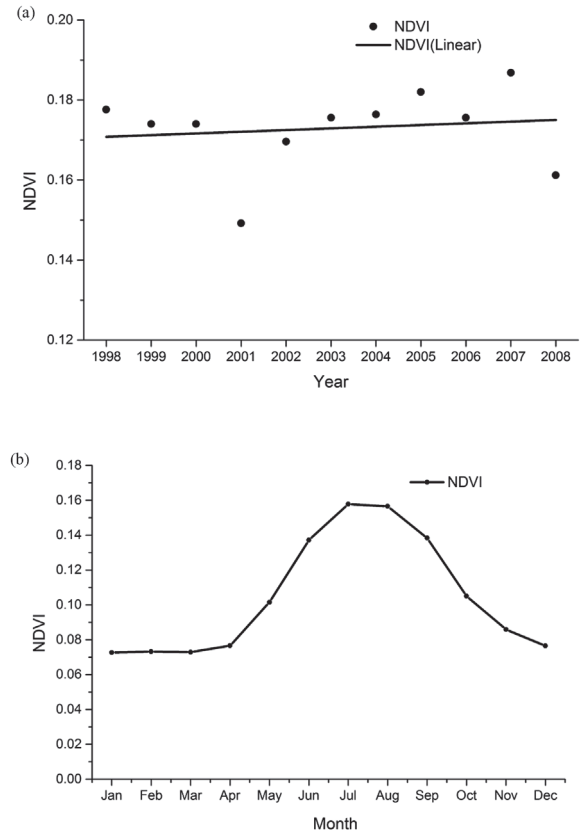 (a)
0.20
0.18
0.16
0.14
0.12
NDVI
NDVI
NDVI(Linear)
1998 1999 2000 2001 2002 2003 2004 2005 2006 2007 2008
Year
(b)
0.18
0.16
0.14
0.12
0.10
0.08
0.06
0.04
0.02
0.00
NDVI
NDVI
Jan Feb Mar Apr May Jun Jul Aug Sep Oct Nov Dec
Month